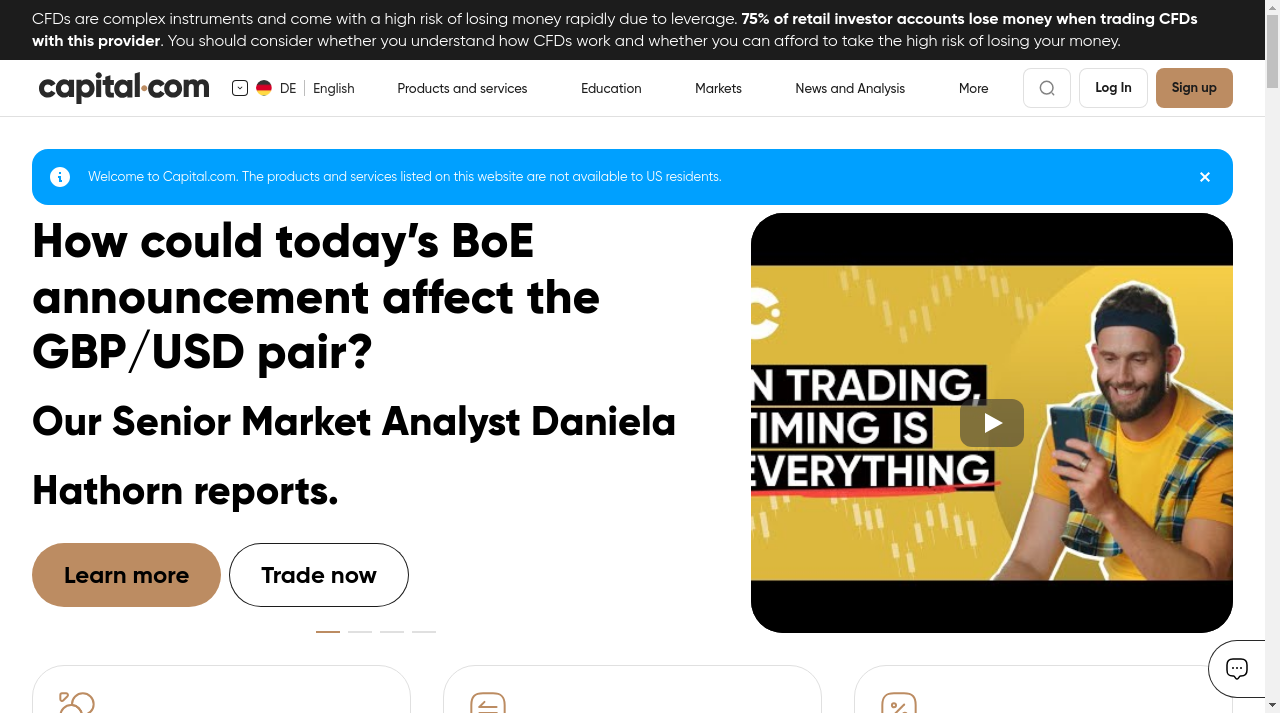 CFDs are complex instruments and come with a high risk of losing money rapidly due to leverage. 75% of retail investor accounts lose money when trading CFDs
with this provider. You should consider whether you understand how CFDs work and whether you can afford to take the high risk of losing your money.
capital.com
DE
English
Products and services
Education
Markets
News and Analysis
More
Log In
Sign up
Welcome to Capital.com. The products and services listed on this website are not available to US residents.
How could today’s BoE
announcement affect the
GBP/USD pair?
Our Senior Market Analyst Daniela
Hathorn reports.
Learn more
Trade now
N TRADING,
TIMING IS
EVERYTHING